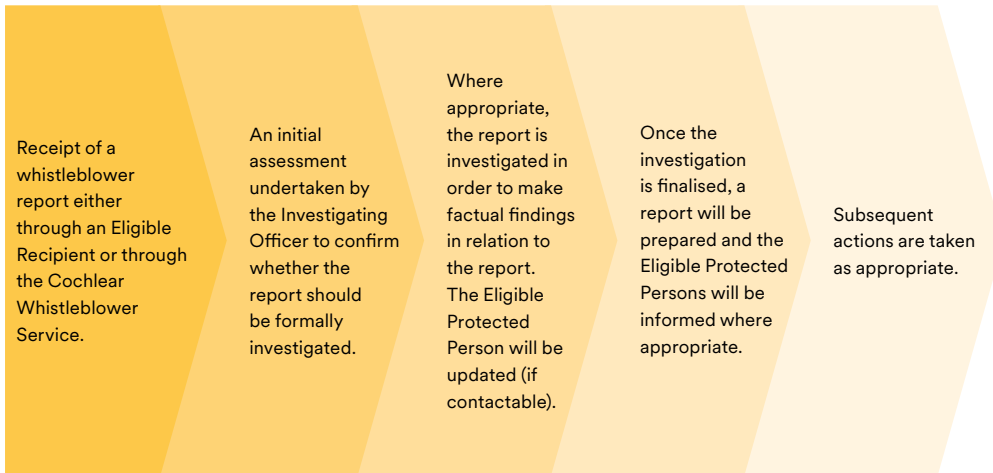 Receipt of a
whistleblower
report either
through an Eligible
Recipient or through
the Cochlear
Whistleblower
Service.
An initial
assessment
undertaken by
the Investigating
Officer to confirm
whether the
report should
be formally
investigated.
Where
appropriate,
the report is
investigated in
order to make
factual findings
in relation to
the report.
The Eligible
Protected
Person will be
updated (if
contactable).
Once the
investigation
is finalised, a
report will be
prepared and the
Eligible Protected
Persons will be
informed where
appropriate.
Subsequent
actions are taken
as appropriate.